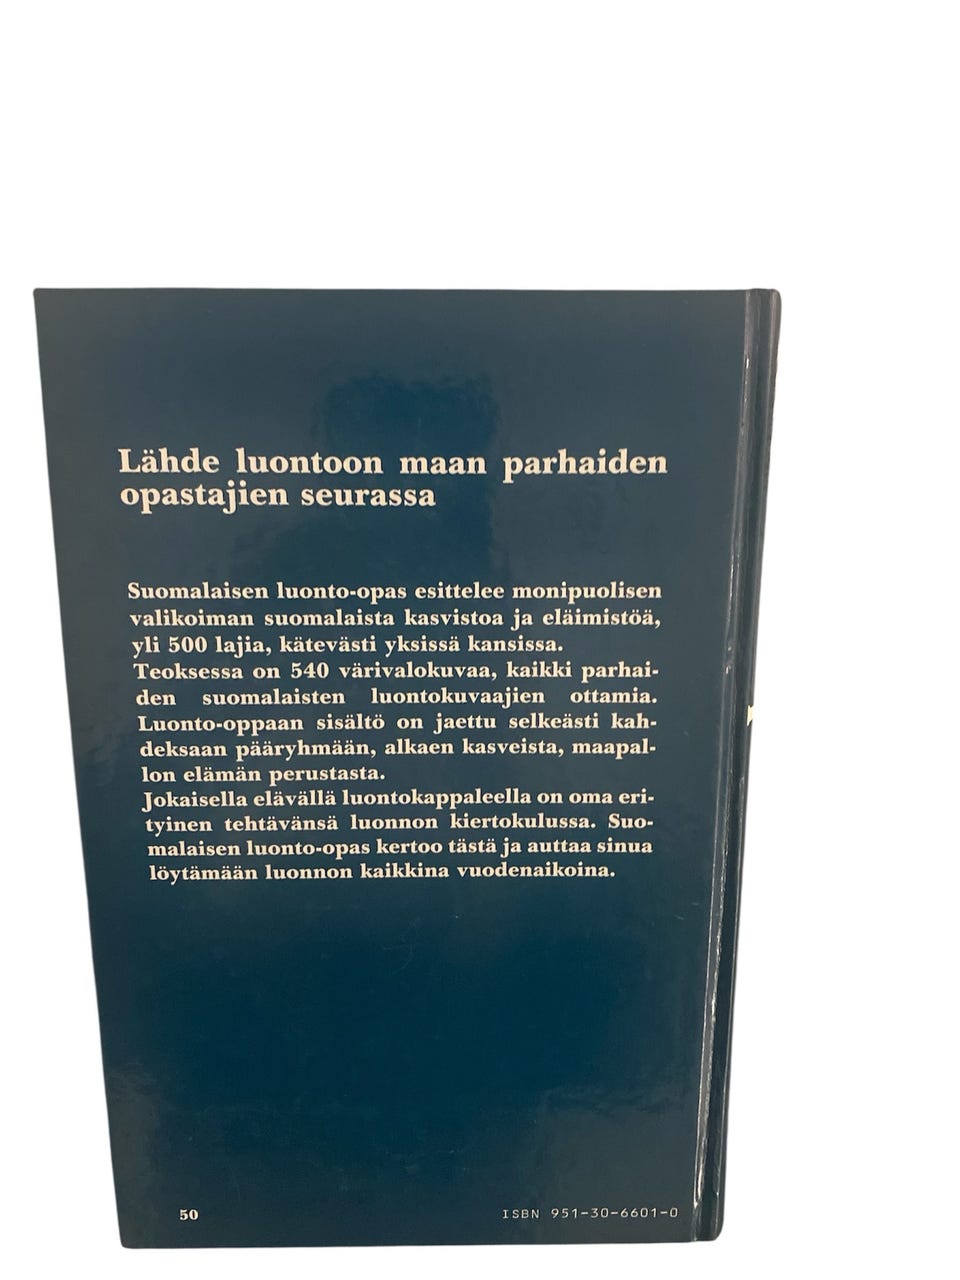 Lähde luontoon maan parhaiden
opastajien seurassa
Suomalaisen luonto-opas esittelee monipuolisen
valikoiman suomalaista kasvistoa ja eläimistöä,
yli 500 lajia, kätevästi yksissä kansissa.
Teoksessa on 540 värivalokuvaa, kaikki parhai-
den suomalaisten luontokuvaajien ottamia.
Luonto-oppaan sisältö on jaettu selkeästi kah-
deksaan pääryhmään, alkaen kasveista, maapal-
lon elämän perustasta.
Jokaisella elävällä luontokappaleella on oma eri-
tyinen tehtävänsä luonnon kiertokulussa. Suo-
malaisen luonto-opas kertoo tästä ja auttaa sinua
löytämään luonnon kaikkina vuodenaikoina.
50
ISBN 951-30-6601-0